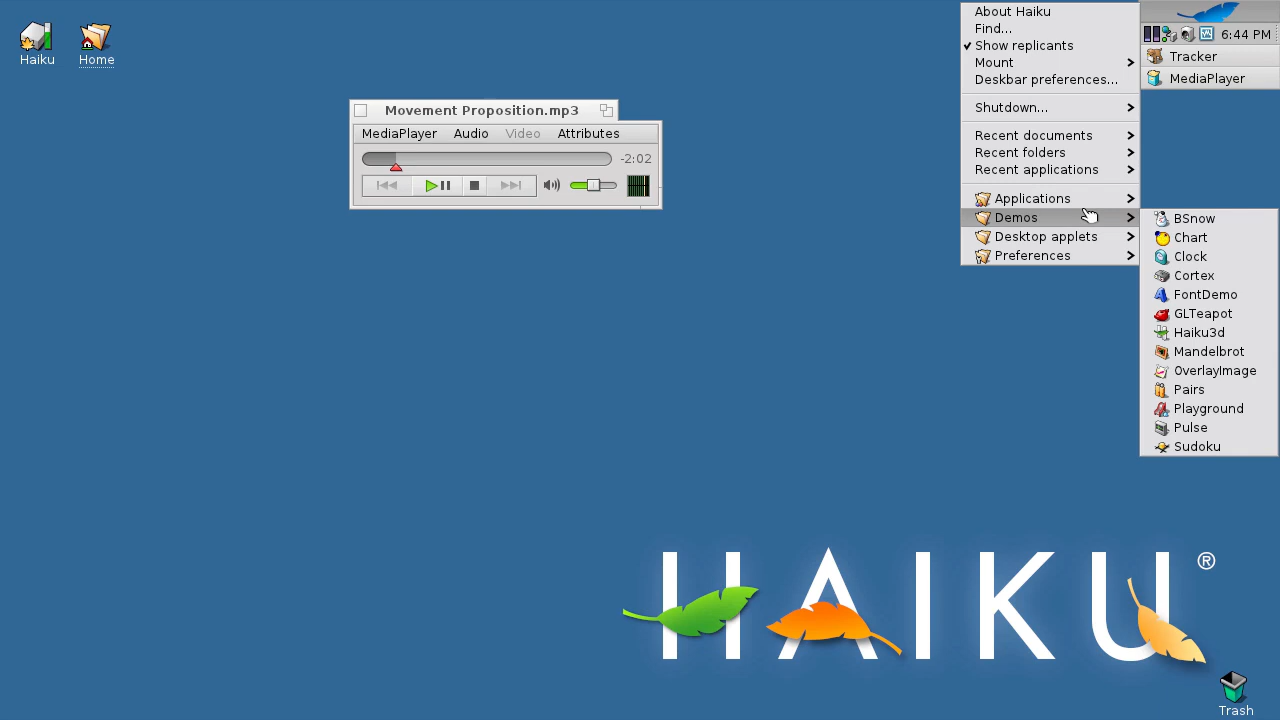 Haiku
Home
Movement Proposition.mp3
MediaPlayer Audio Video Attributes
-2:02
About Haiku
Find...
Show replicants
Mount
Deskbar preferences...
Shutdown...
Recent documents
Recent folders
Recent applications
Applications
Demos
Desktop applets
Preferences
6:44 PM
Tracker
MediaPlayer
BSnow
Chart
Clock
Cortex
FontDemo
GLTeapot
Haiku3d
Mandelbrot
OverlayImage
Pairs
Playground
Pulse
Sudoku
HAIKU®
Trash